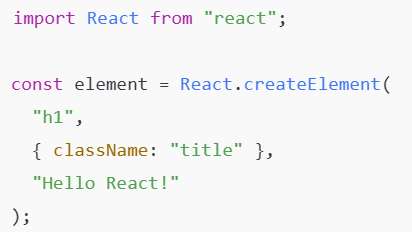 import React from "react";

const element = React.createElement(
  "h1",
  { className: "title" },
  "Hello React!"
);